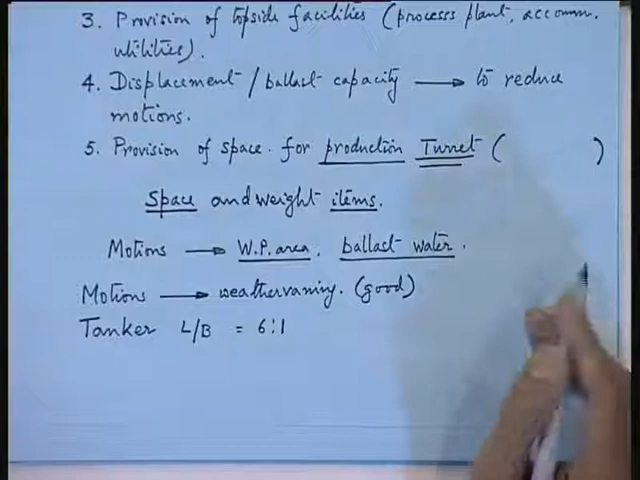 3. Provision of topside facilities (process plant, accomm.
utilities).
4. Displacement/ballast capacity → to reduce
motions.
5. Provision of space. for production Turret ( )
Space and weight items.
Motions → W.P. area. ballast water.
Motions → weathervaning. (good)
Tanker L/B = 6:1